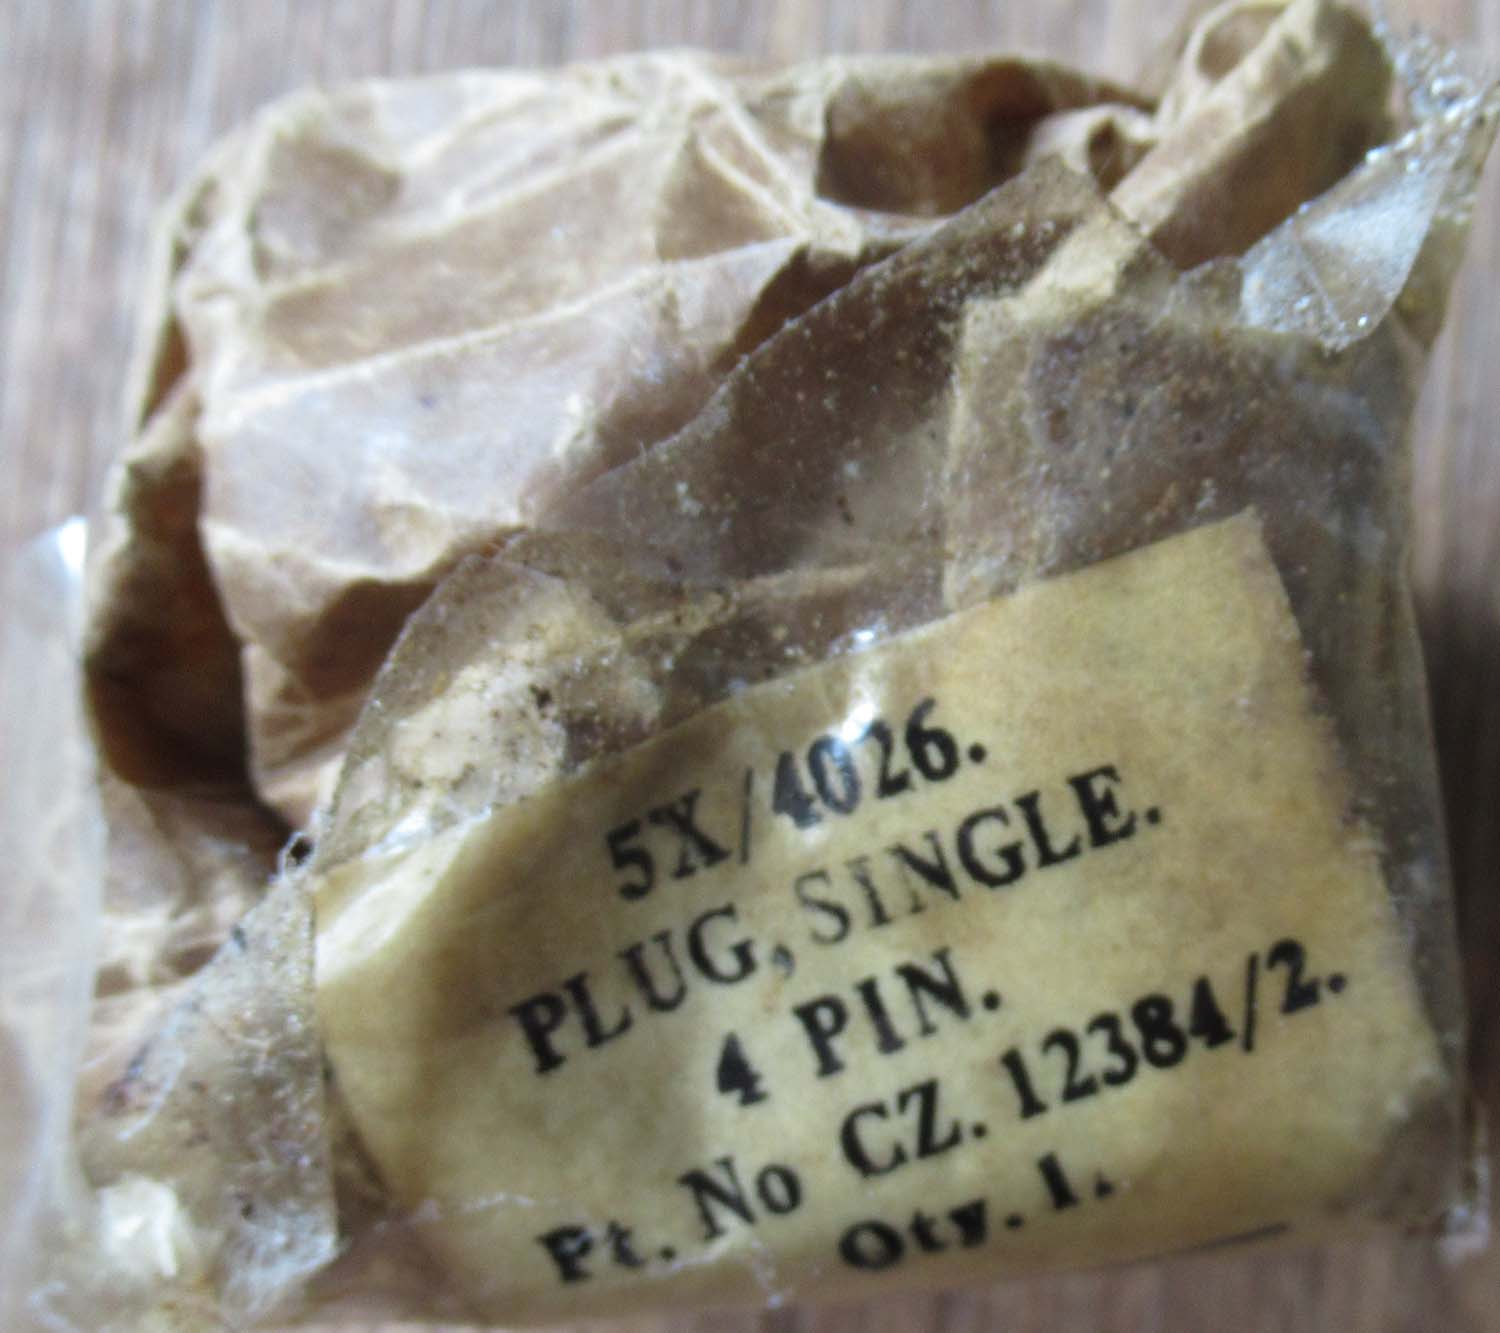 5X/4026.
PLUG, SINGLE.
4 PIN.
Pt. No CZ. 12384/2.
Qty. 1.